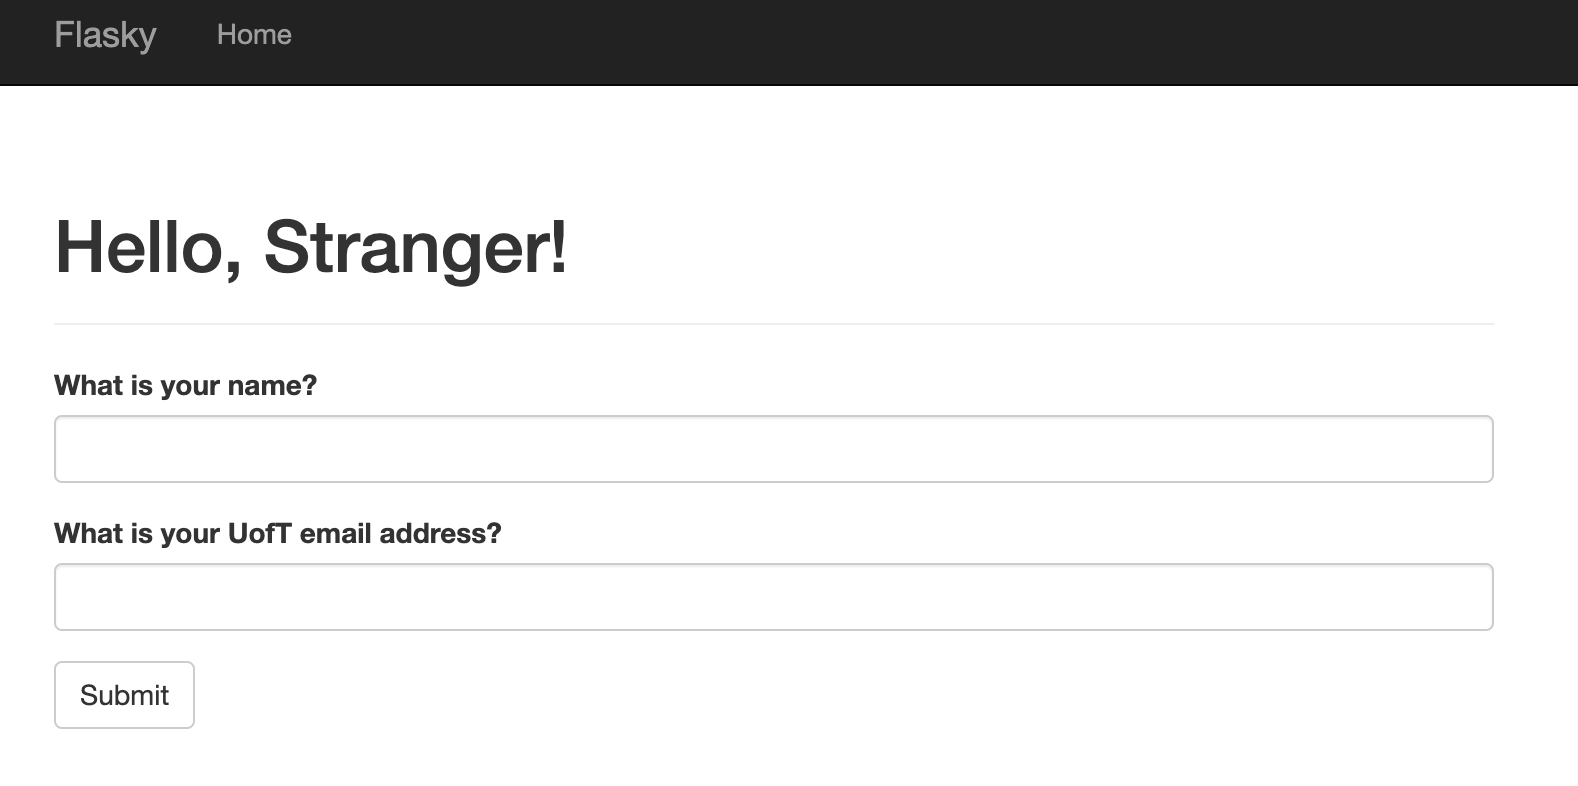 Flasky Home
Hello, Stranger!
What is your name?
What is your UofT email address?
Submit